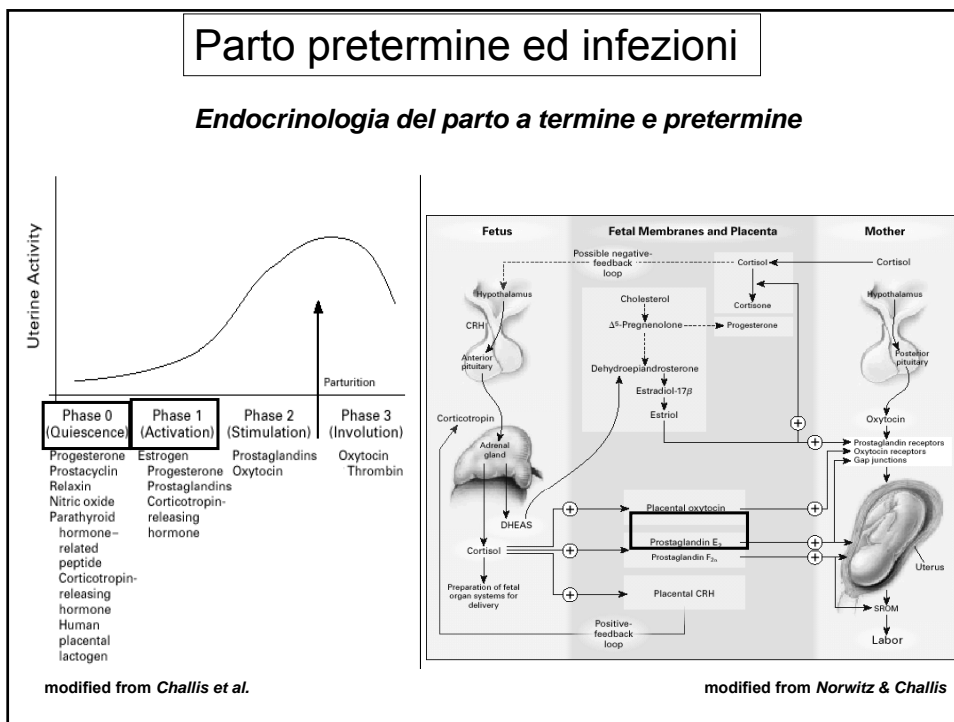 Parto pretermine ed infezioni
Endocrinologia del parto a termine e pretermine
Uterine Activity
Parturition
Phase 0
(Quiescence)
Progesterone
Prostacyclin
Relaxin
Nitric oxide
Parathyroid
hormone–
related
peptide
Corticotropin-
releasing
hormone
Human
placental
lactogen
Phase 1
(Activation)
Estrogen
Progesterone
Prostaglandins
Corticotropin-
releasing
hormone
Phase 2
(Stimulation)
Prostaglandins
Oxytocin
Phase 3
(Involution)
Oxytocin
Thrombin
modified from Challis et al.
Fetus
Hypothalamus
CRH
Anterior
pituitary
Corticotropin
Adrenal
gland
DHEAS
Cortisol
Preparation of fetal
organ systems for
delivery
Fetal Membranes and Placenta
Possible negative-
feedback
loop
Cortisol
Cortisone
Cholesterol
Δ⁵-Pregnenolone
Progesterone
Dehydroepiandrosterone
Estradiol-17β
Estriol
Placental oxytocin
Prostaglandin E₂
Prostaglandin F₂α
Placental CRH
Positive-
feedback
loop
Mother
Cortisol
Hypothalamus
Posterior
pituitary
Oxytocin
+
Prostaglandin receptors
Oxytocin receptors
Gap junctions
+
+
+
+
+
+
+
Uterus
SROM
Labor
modified from Norwitz & Challis